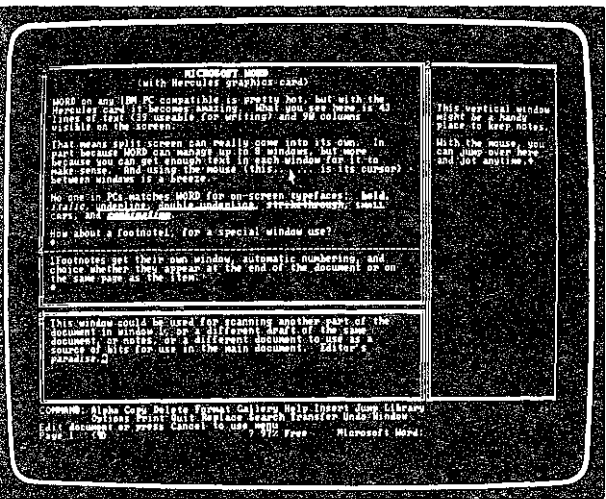 MICROSOFT WORD
(with Hercules graphics card)
WORD on any IBM PC compatible is pretty hot, but with the
Hercules card it becomes amazing: what you see here is 43
lines of text (39 useable for writing) and 90 columns
visible on the screen.
That means split-screen can really come into its own. In
part because WORD can manage up to 8 windows, but more
because you can get enough text in each window for it to
make sense. And using the mouse (this.......is its cursor)
between windows is a breeze.
No one in PCs matches WORD for on-screen typefaces: bold,
italic, underline, double underline, strikethrough, small
caps, and combination
How about a footnote1, for a special window use?
1Footnotes get their own window, automatic numbering, and
choice whether they appear at the end of the document or on
the same page as the item.
This window could be used for scanning another part of the
document in window 1, a different draft of the same
document, or notes, or a different document to use as a
source of bits for use in the main document. Editor's
paradise.
This vertical window
might be a handy
place to keep notes.
With the mouse, you
can jump over here
and jot anytime.
COMMAND: Alpha Copy Delete Format Gallery Help Insert Jump Library
Options Print Quit Replace Search Transfer Undo Window
Edit document or press Cancel to use menu
Page 1 97% Free Microsoft Word: